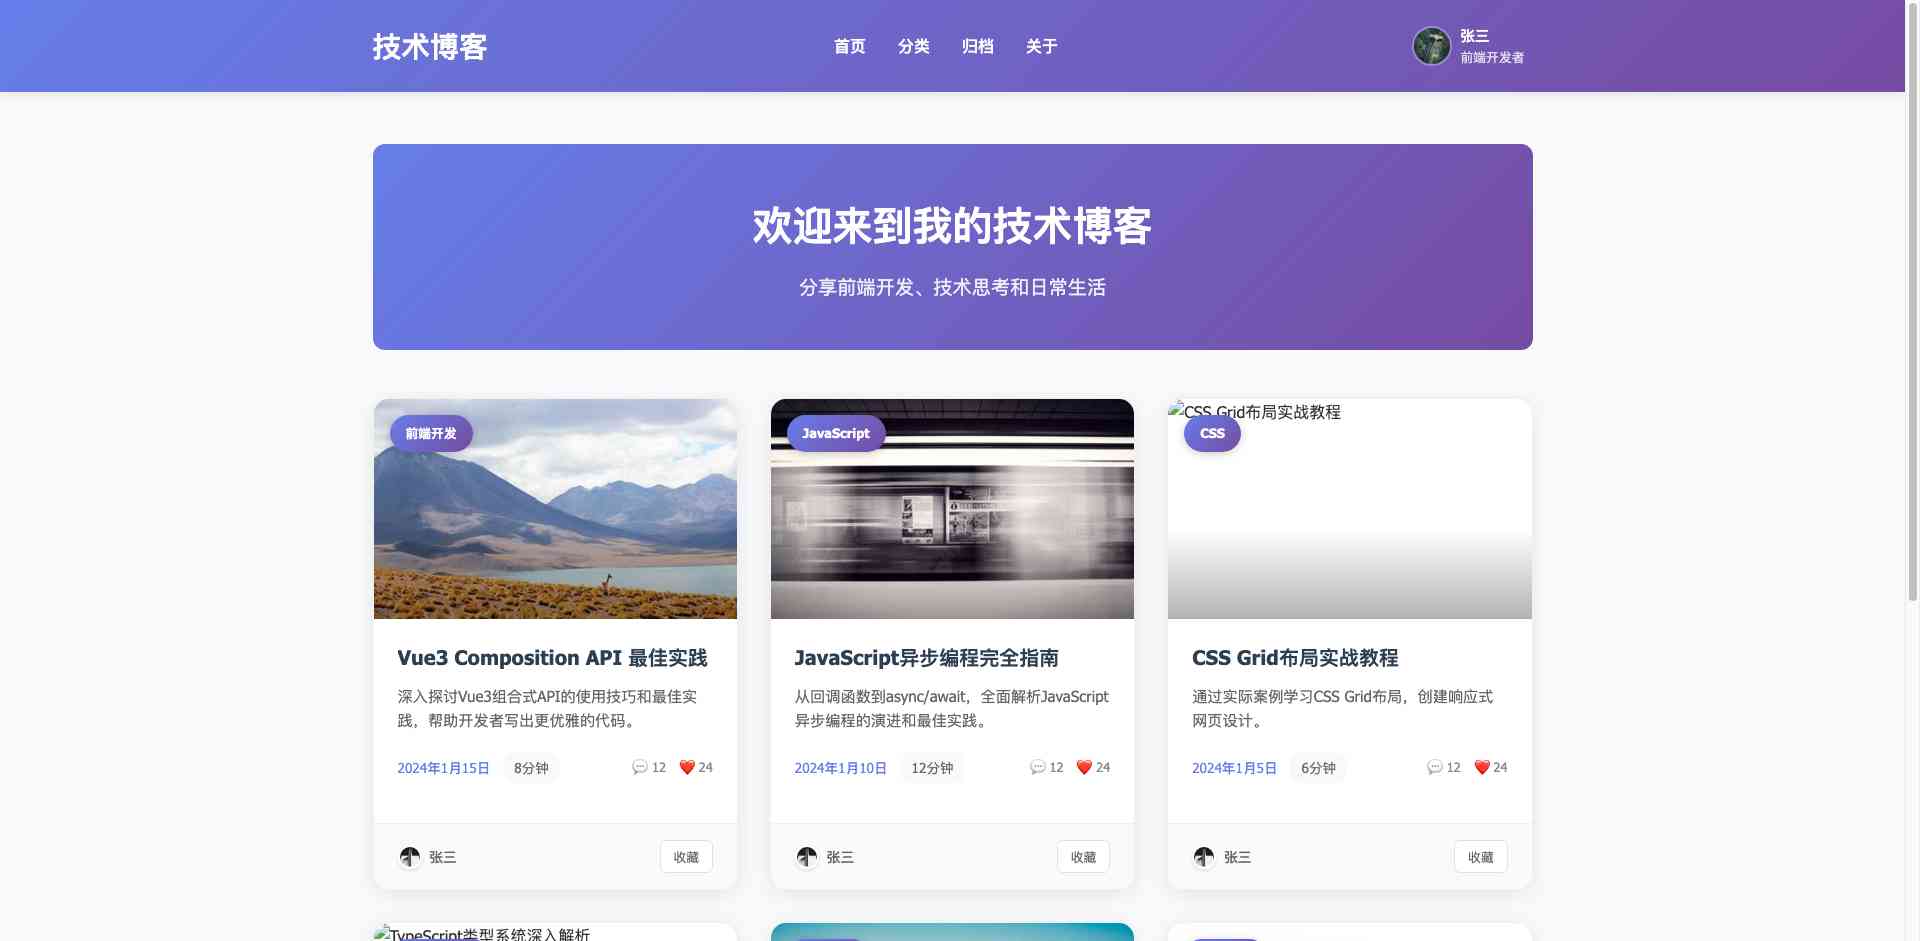 技术博客
首页 分类 归档 关于
张三
前端开发者
欢迎来到我的技术博客
分享前端开发、技术思考和日常生活
前端开发
Vue3 Composition API 最佳实践
深入探讨Vue3组合式API的使用技巧和最佳实
践，帮助开发者写出更优雅的代码。
2024年1月15日 8分钟 12 24
张三 收藏
JavaScript
JavaScript异步编程完全指南
从回调函数到async/await，全面解析JavaScript
异步编程的演进和最佳实践。
2024年1月10日 12分钟 12 24
张三 收藏
CSS Grid布局实战教程
CSS
CSS Grid布局实战教程
通过实际案例学习CSS Grid布局，创建响应式
网页设计。
2024年1月5日 6分钟 12 24
张三 收藏
TypeScript类型系统深入解析